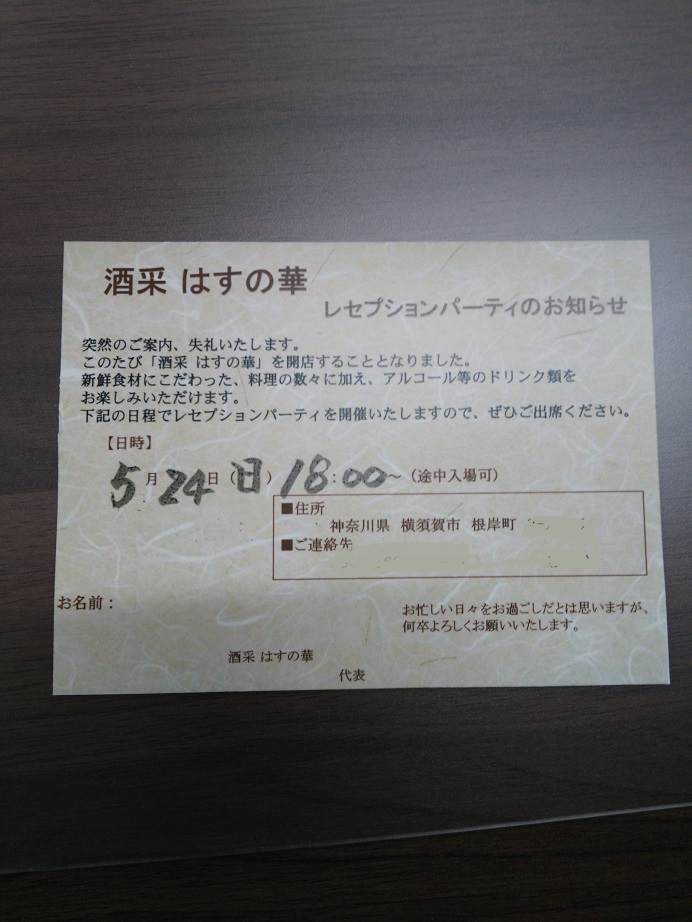 酒采 はすの華
レセプションパーティのお知らせ
突然のご案内、失礼いたします。
このたび「酒采 はすの華」を開店することとなりました。
新鮮食材にこだわった、料理の数々に加え、アルコール等のドリンク類を
お楽しみいただけます。
下記の日程でレセプションパーティを開催いたしますので、ぜひご出席ください。
【日時】
5月24日(日)18:00～(途中入場可)
■住所
神奈川県 横須賀市 根岸町
■ご連絡先
お名前：
お忙しい日々をお過ごしだとは思いますが、
何卒よろしくお願いいたします。
酒采 はすの華
代表